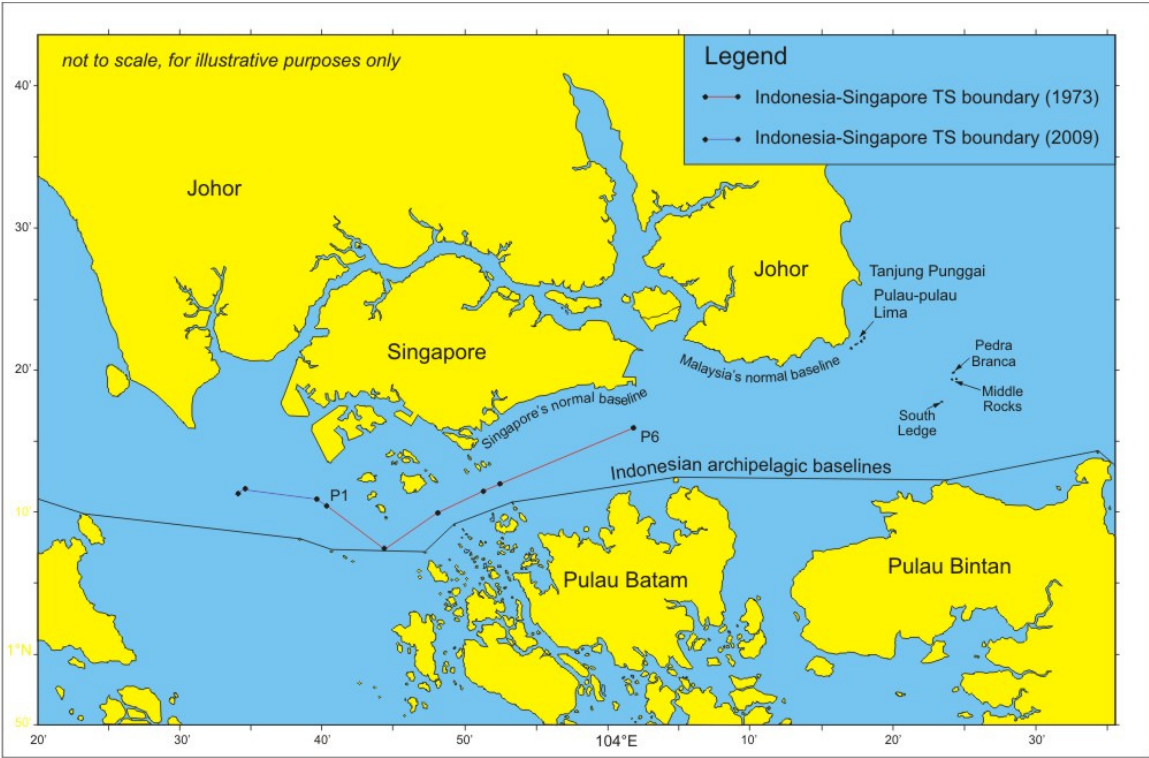 not to scale, for illustrative purposes only
Legend
Indonesia-Singapore TS boundary (1973)
Indonesia-Singapore TS boundary (2009)
Johor
Johor
Tanjung Punggai
Pulau-pulau
Lima
Pedra
Branca
Middle
Rocks
South
Ledge
Singapore
Malaysia's normal baseline
Singapore's normal baseline
P6
Indonesian archipelagic baselines
P1
Pulau Batam
Pulau Bintan
40'
30'
20'
10'
1°N
50'
20'
30'
40'
50'
104°E
10'
20'
30'